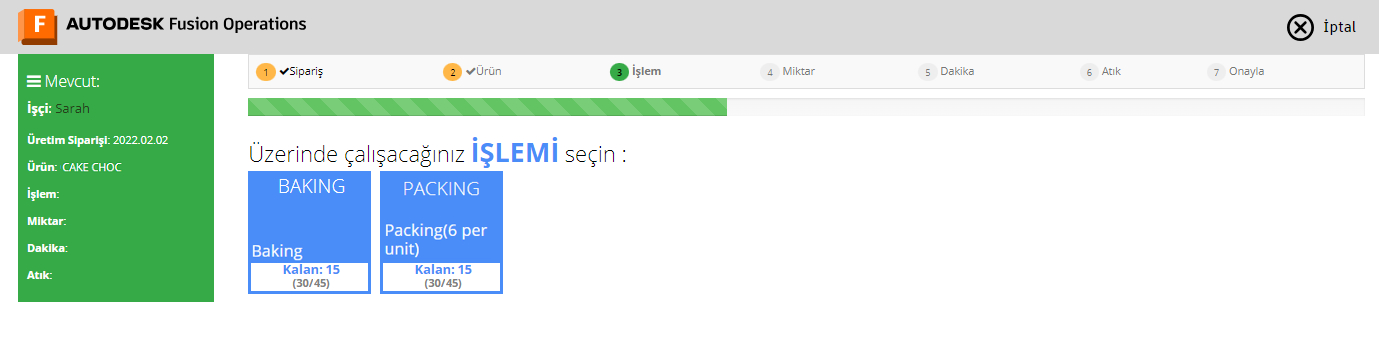 F AUTODESK Fusion Operations
İptal
Mevcut:
İşçi: Sarah
Üretim Siparişi: 2022.02.02
Ürün: CAKE CHOC
İşlem:
Miktar:
Dakika:
Atık:
1 Sipariş 2 Ürün 3 İşlem 4 Miktar 5 Dakika 6 Atık 7 Onayla
Üzerinde çalışacağınız İŞLEMİ seçin :
BAKING
Baking
Kalan: 15
(30/45)
PACKING
Packing(6 per
unit)
Kalan: 15
(30/45)